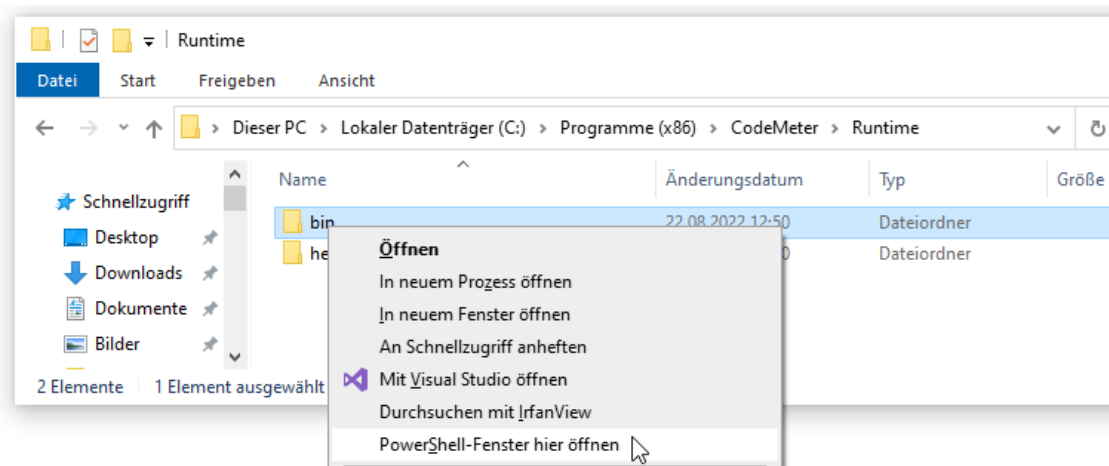 Runtime
Datei Start Freigeben Ansicht
Dieser PC > Lokaler Datenträger (C:) > Programme (x86) > CodeMeter > Runtime
Name Änderungsdatum Typ Größe
Schnellzugriff
bin 22.08.2022 12:50 Dateiordner
Desktop
he Dateiordner
Downloads
Dokumente
Bilder
2 Elemente 1 Element ausgewählt
Öffnen
In neuem Prozess öffnen
In neuem Fenster öffnen
An Schnellzugriff anheften
Mit Visual Studio öffnen
Durchsuchen mit IrfanView
PowerShell-Fenster hier öffnen